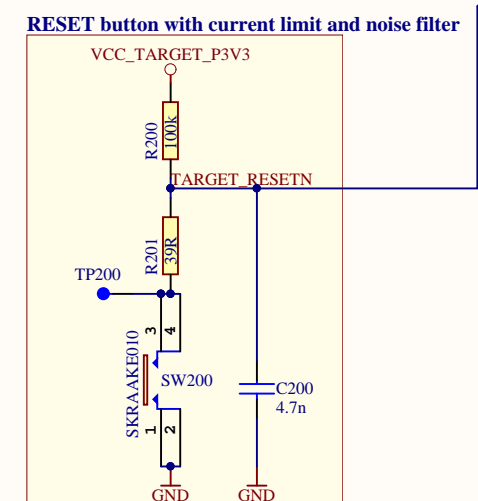 RESET button with current limit and noise filter
VCC_TARGET_P3V3
R200
100k
TARGET_RESETN
R201
39R
TP200
3
4
SKRAAKE010
SW200
C200
4.7n
1
2
GND
GND